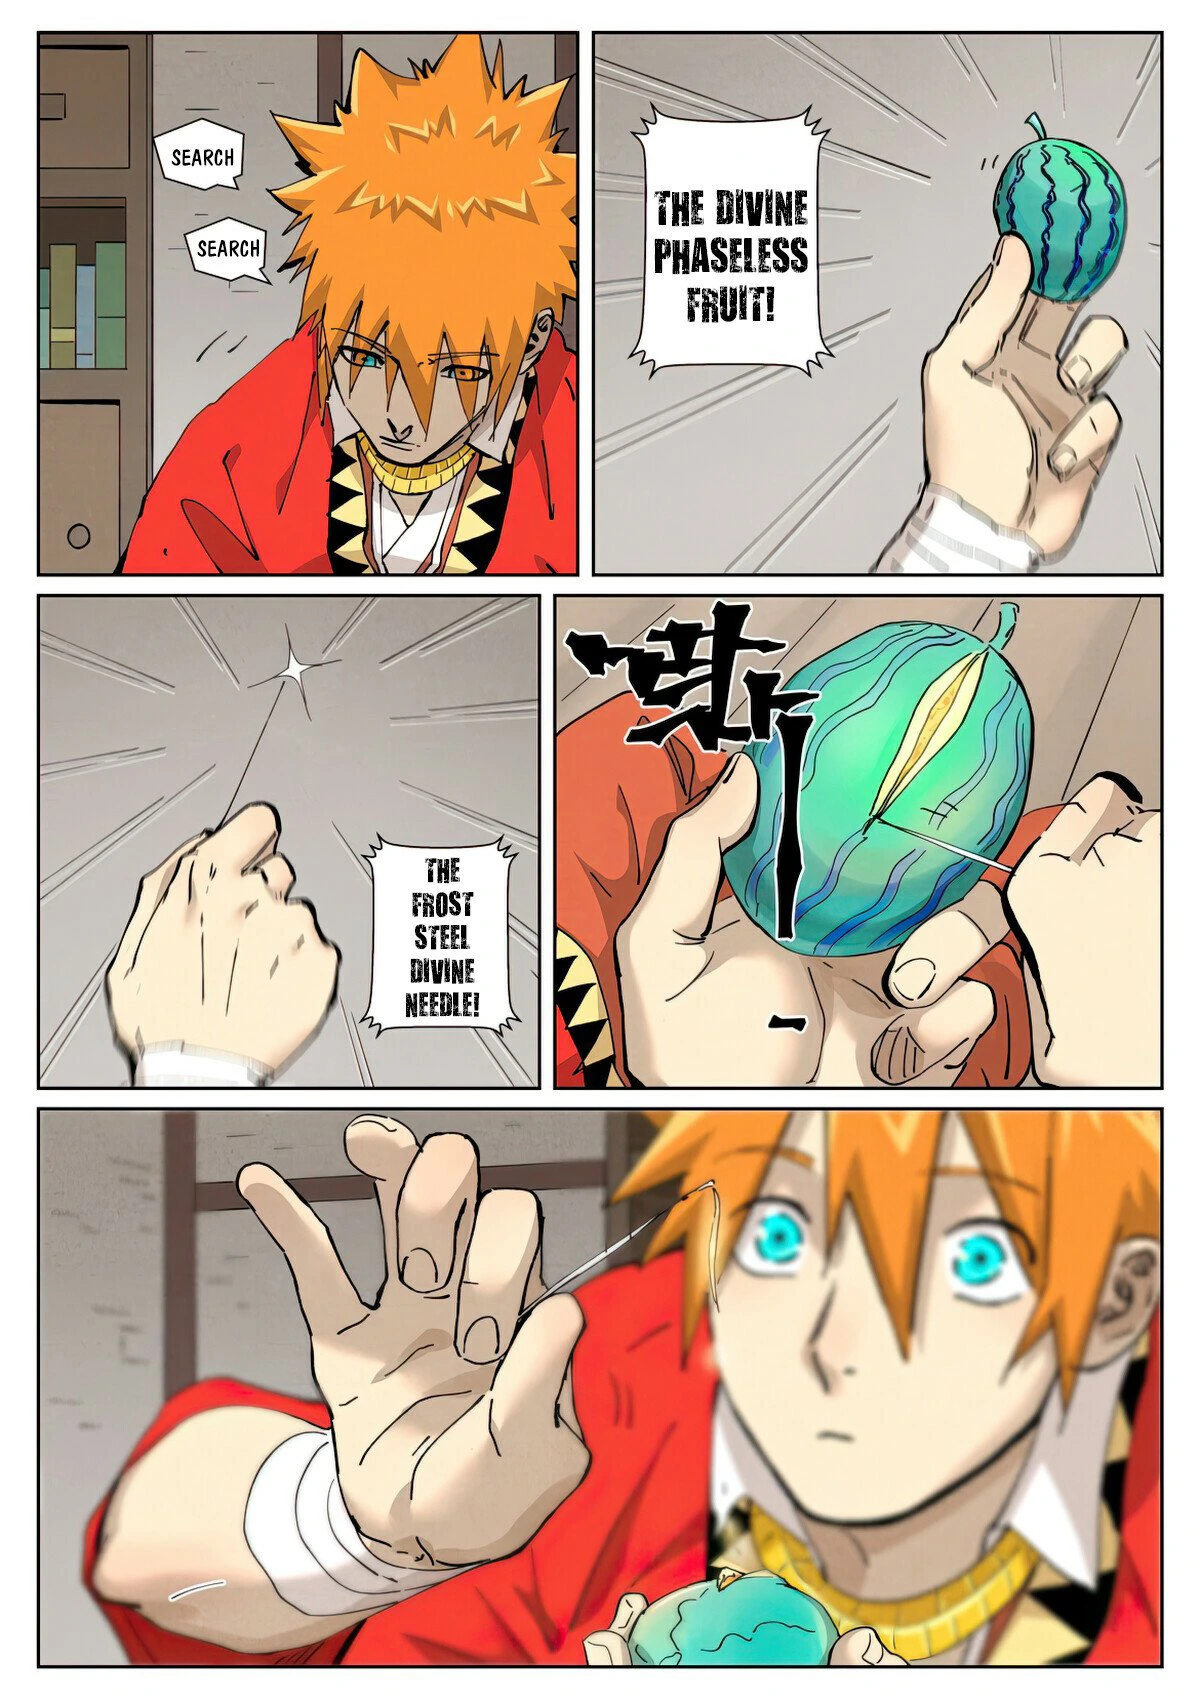 SEARCH
SEARCH
THE DIVINE
PHASELESS
FRUIT!
THE
FROST
STEEL
DIVINE
NEEDLE!